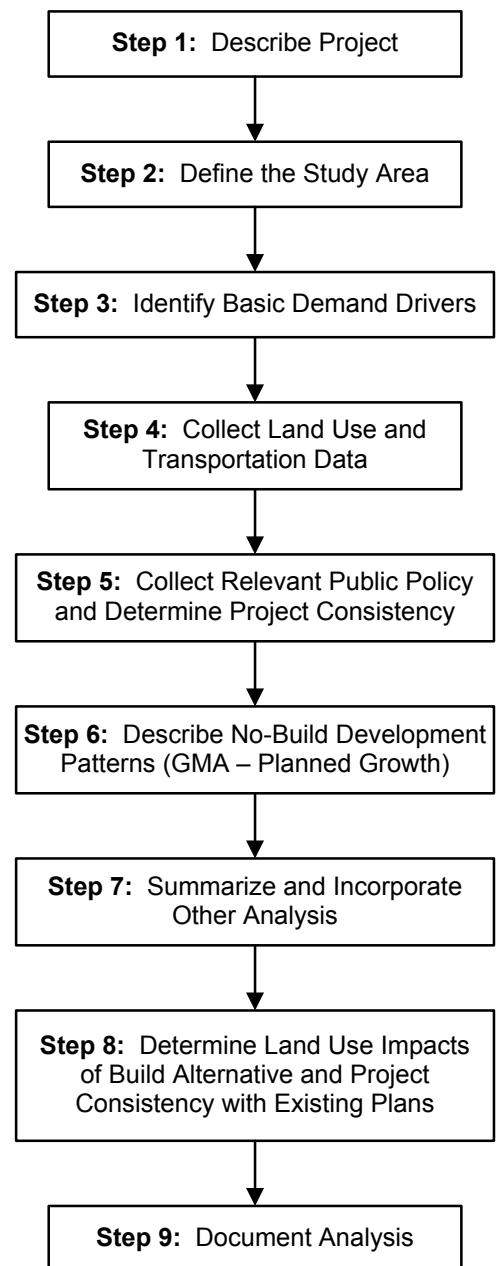 Step 1: Describe Project
Step 2: Define the Study Area
Step 3: Identify Basic Demand Drivers
Step 4: Collect Land Use and
Transportation Data
Step 5: Collect Relevant Public Policy
and Determine Project Consistency
Step 6: Describe No-Build Development
Patterns (GMA – Planned Growth)
Step 7: Summarize and Incorporate
Other Analysis
Step 8: Determine Land Use Impacts
of Build Alternative and Project
Consistency with Existing Plans
Step 9: Document Analysis